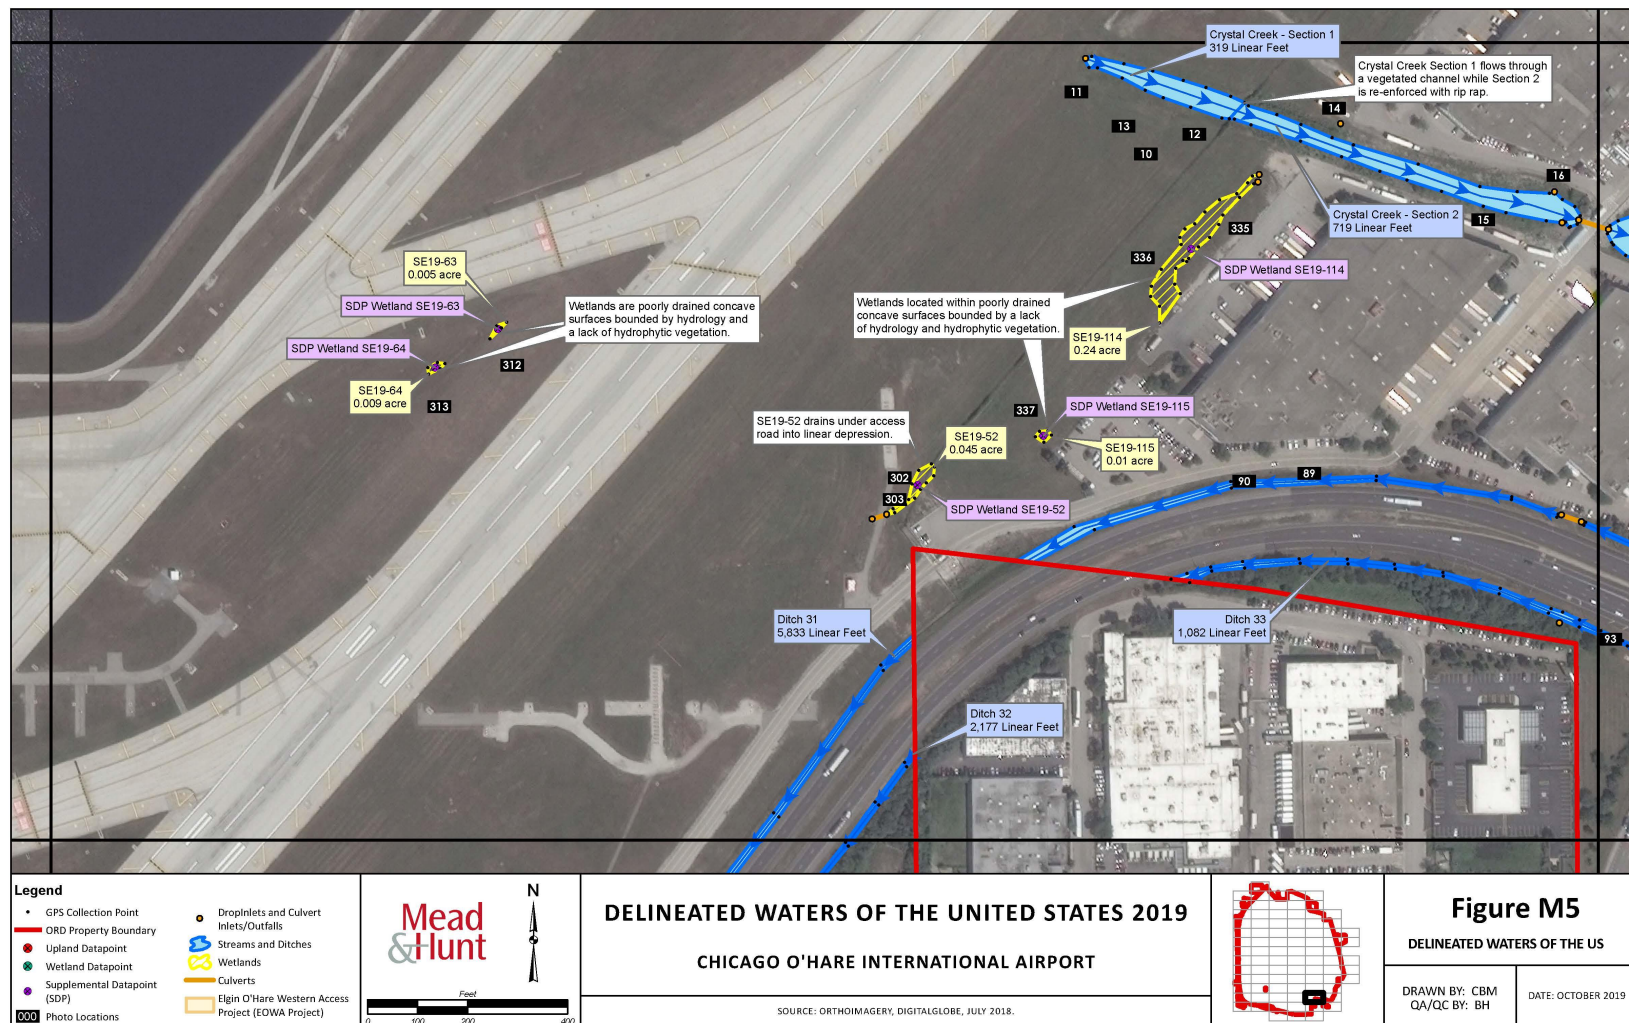 Crystal Creek - Section 1
319 Linear Feet
Crystal Creek Section 1 flows through
a vegetated channel while Section 2
is re-enforced with rip rap.
11
14
13
12
10
16
15
Crystal Creek - Section 2
719 Linear Feet
335
336
SDP Wetland SE19-114
SE19-63
0.005 acre
SDP Wetland SE19-63
Wetlands are poorly drained concave
surfaces bounded by hydrology and
a lack of hydrophytic vegetation.
Wetlands located within poorly drained
concave surfaces bounded by a lack
of hydrology and hydrophytic vegetation.
SE19-114
0.24 acre
SDP Wetland SE19-64
312
SE19-64
0.009 acre
313
337
SDP Wetland SE19-115
SE19-52 drains under access
road into linear depression.
SE19-52
0.045 acre
SE19-115
0.01 acre
302
303
SDP Wetland SE19-52
90
89
Ditch 31
5,833 Linear Feet
Ditch 33
1,082 Linear Feet
93
Ditch 32
2,177 Linear Feet
Legend
GPS Collection Point
ORD Property Boundary
Upland Datapoint
Wetland Datapoint
Supplemental Datapoint
(SDP)
000 Photo Locations
DropInlets and Culvert
Inlets/Outfalls
Streams and Ditches
Wetlands
Culverts
Elgin O'Hare Western Access
Project (EOWA Project)
Mead
&Hunt
N
Feet
0 100 200 400
DELINEATED WATERS OF THE UNITED STATES 2019
CHICAGO O'HARE INTERNATIONAL AIRPORT
SOURCE: ORTHOIMAGERY, DIGITALGLOBE, JULY 2018.
Figure M5
DELINEATED WATERS OF THE US
DRAWN BY: CBM
QA/QC BY: BH
DATE: OCTOBER 2019